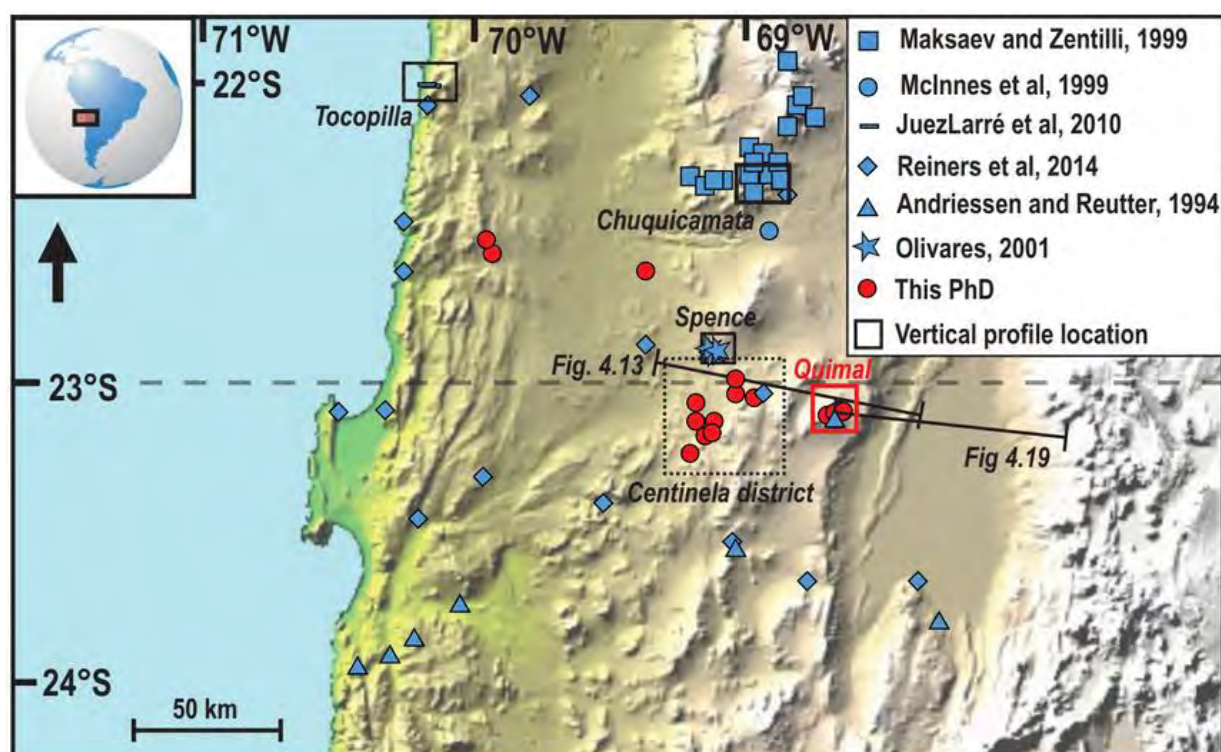 71°W
70°W
69°W
22°S
Tocopilla
Chuquicamata
Spence
Fig. 4.13
23°S
Quimal
Fig 4.19
Centinela district
24°S
50 km
Maksaev and Zentilli, 1999
McInnes et al, 1999
JuezLarré et al, 2010
Reiners et al, 2014
Andriessen and Reutter, 1994
Olivares, 2001
This PhD
Vertical profile location